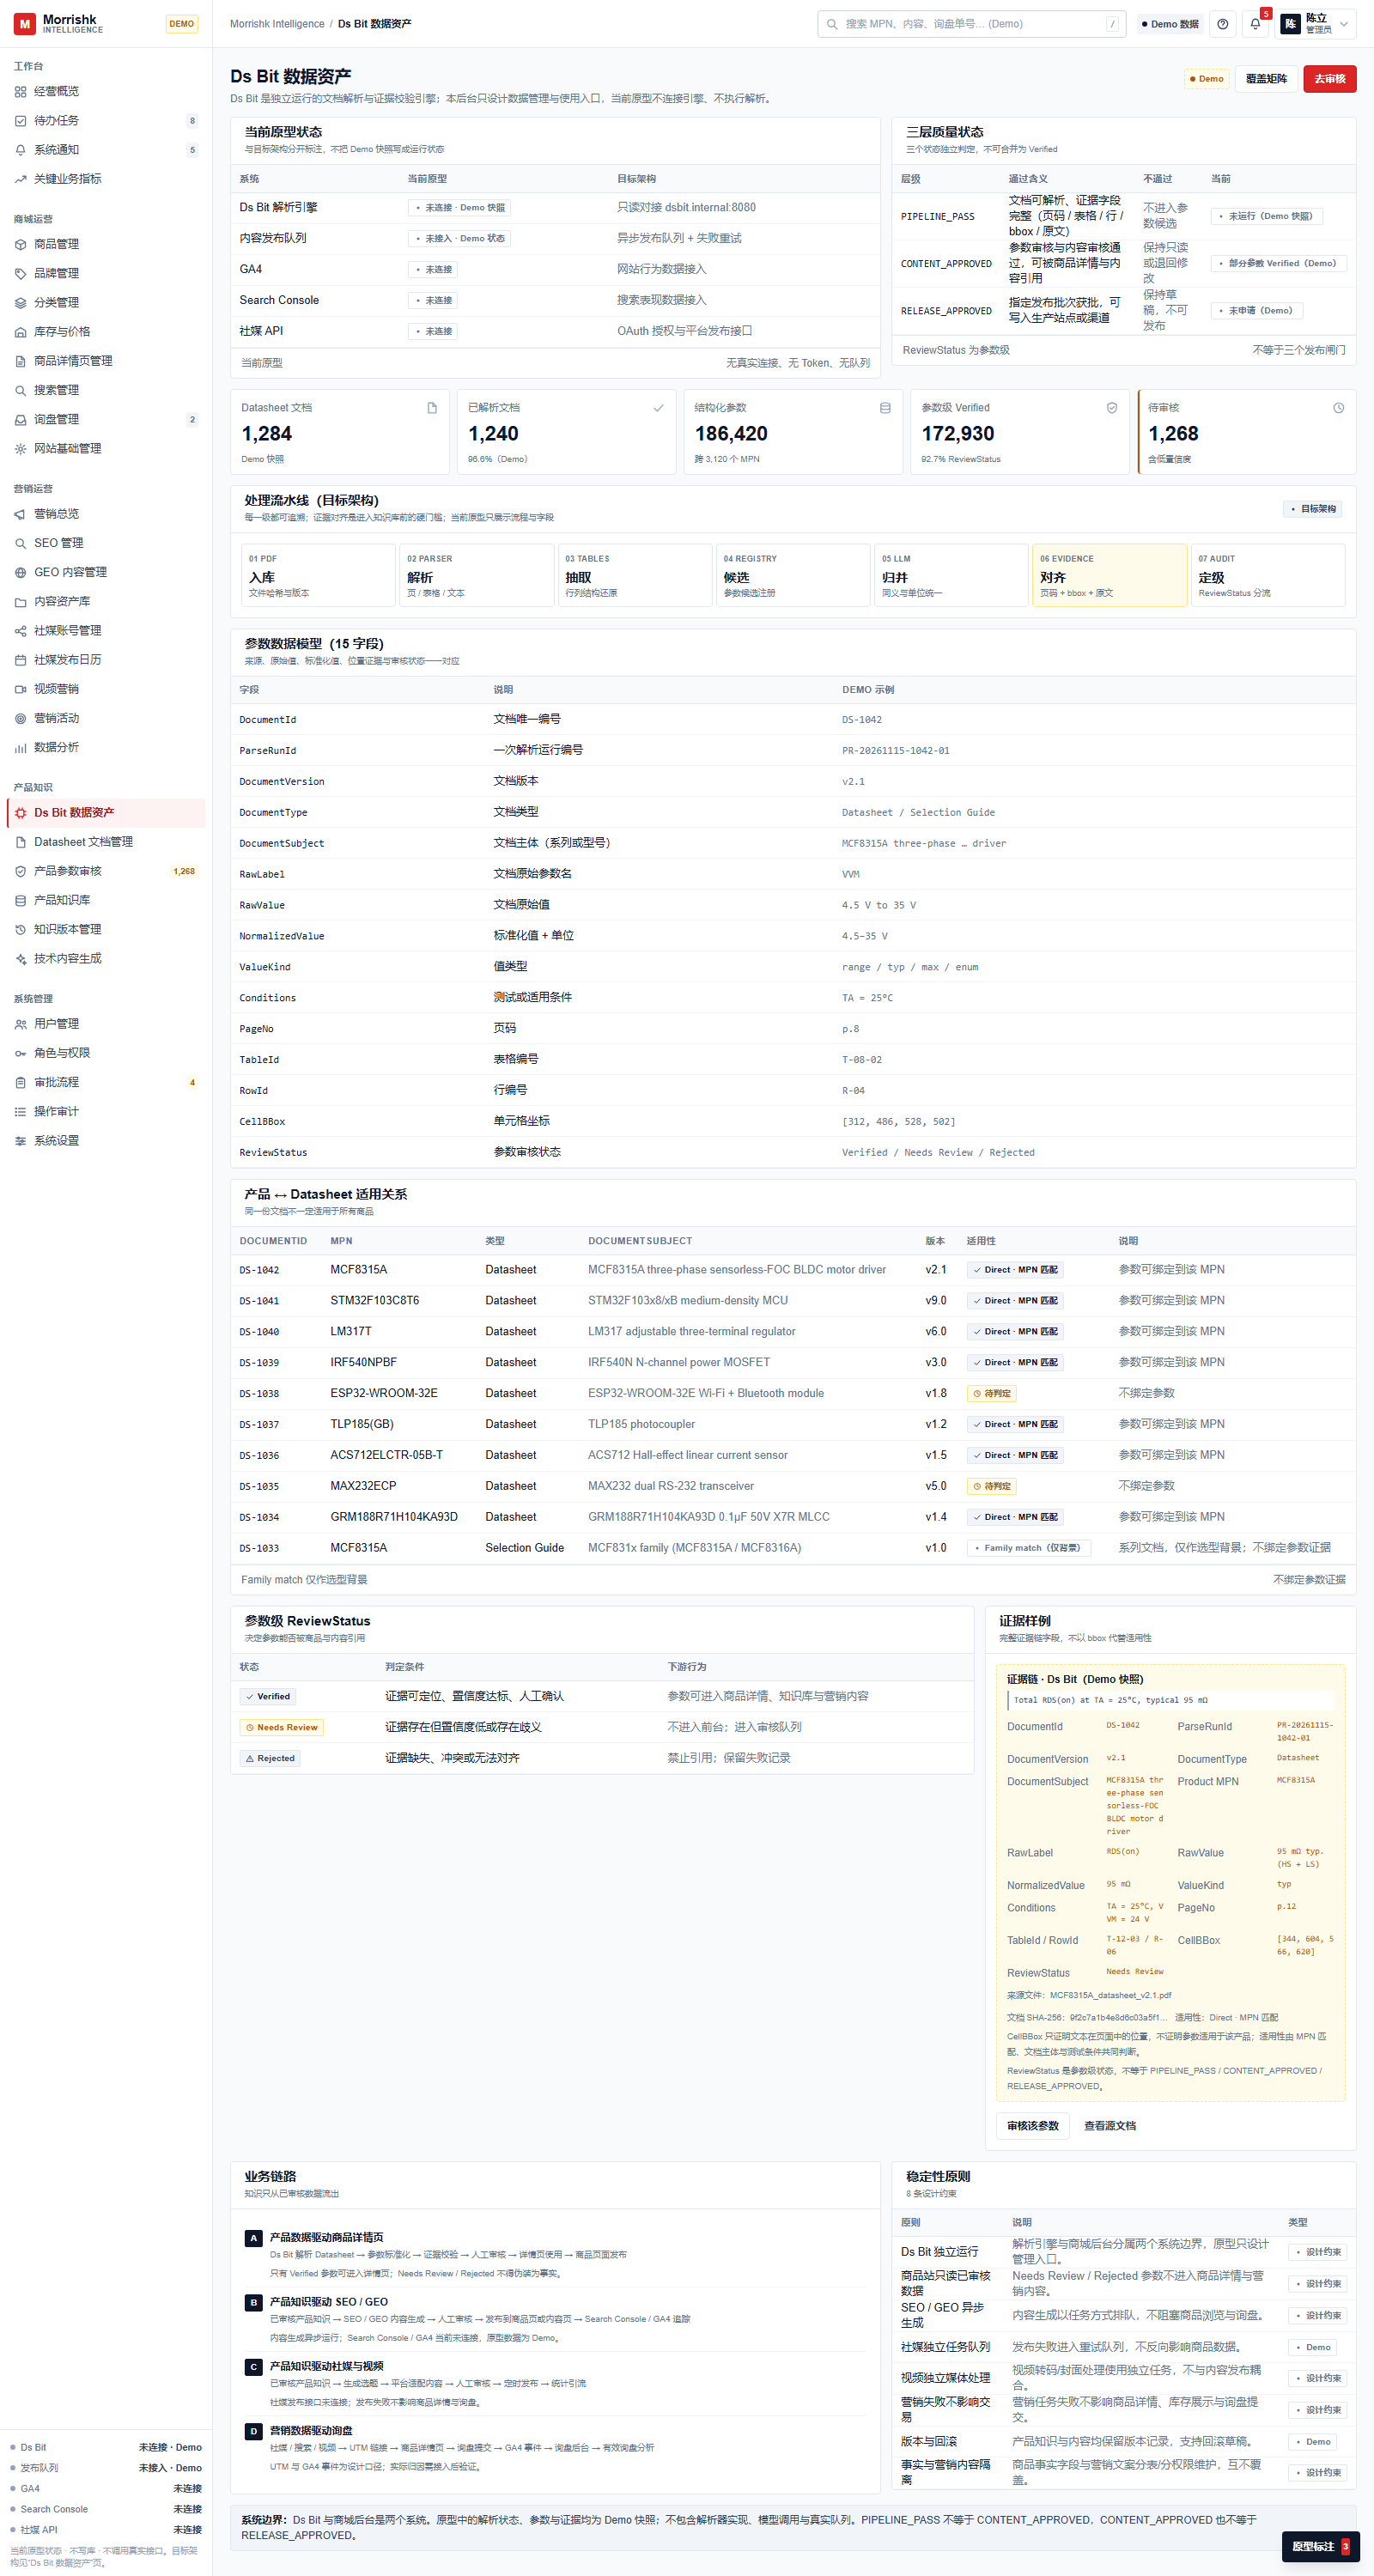 M Morrishk INTELLIGENCE DEMO
Morrishk Intelligence / Ds Bit 数据资产
搜索 MPN、内容、询盘单号… (Demo) /
Demo 数据
5
陈 陈立
管理员
工作台
经营概览
待办任务 8
系统通知 5
关键业务指标
商城运营
商品管理
品牌管理
分类管理
库存与价格
商品详情页管理
搜索管理
询盘管理 2
网站基础管理
营销运营
营销总览
SEO 管理
GEO 内容管理
内容资产库
社媒账号管理
社媒发布日历
视频营销
营销活动
数据分析
产品知识
Ds Bit 数据资产
Datasheet 文档管理
产品参数审核 1,268
产品知识库
知识版本管理
技术内容生成
系统管理
用户管理
角色与权限
审批流程 4
操作审计
系统设置
Ds Bit 未连接 · Demo
发布队列 未接入 · Demo
GA4 未连接
Search Console 未连接
社媒 API 未连接
当前原型状态 · 不写库 · 不调用真实接口。目标架
构见"Ds Bit 数据资产"页。
Ds Bit 数据资产
Ds Bit 是独立运行的文档解析与证据校验引擎；本后台只设计数据管理与使用入口，当前原型不连接引擎、不执行解析。
Demo 覆盖矩阵 去审核
当前原型状态
与目标架构分开标注，不把 Demo 快照写成运行状态
系统 当前原型 目标架构
Ds Bit 解析引擎 未连接 · Demo 快照 只读对接 dsbit.internal:8080
内容发布队列 未接入 · Demo 状态 异步发布队列 + 失败重试
GA4 未连接 网站行为数据接入
Search Console 未连接 搜索表现数据接入
社媒 API 未连接 OAuth 授权与平台发布接口
当前原型 无真实连接、无 Token、无队列
三层质量状态
三个状态独立判定，不可合并为 Verified
层级 通过含义 不通过 当前
PIPELINE_PASS 文档可解析、证据字段完整（页码 / 表格 / 行 / bbox / 原文） 不进入参数候选 未运行（Demo 快照）
CONTENT_APPROVED 参数审核与内容审核通过，可被商品详情与内容引用 保持只读或退回修改 部分参数 Verified（Demo）
RELEASE_APPROVED 指定发布批次获批，可写入生产站点或渠道 保持草稿，不可发布 未申请（Demo）
ReviewStatus 为参数级 不等于三个发布闸门
Datasheet 文档
1,284
Demo 快照
已解析文档
1,240
96.6%（Demo）
结构化参数
186,420
跨 3,120 个 MPN
参数级 Verified
172,930
92.7% ReviewStatus
待审核
1,268
含低置信度
处理流水线（目标架构）
每一级都可追溯；证据对齐是进入知识库前的硬门槛；当前原型只展示流程与字段
目标架构
01 PDF
入库
文件哈希与版本
02 PARSER
解析
页 / 表格 / 文本
03 TABLES
抽取
行列结构还原
04 REGISTRY
候选
参数候选注册
05 LLM
归并
同义与单位统一
06 EVIDENCE
对齐
页码 + bbox + 原文
07 AUDIT
定级
ReviewStatus 分流
参数数据模型（15 字段）
来源、原始值、标准化值、位置证据与审核状态一一对应
字段 说明 DEMO 示例
DocumentId 文档唯一编号 DS-1042
ParseRunId 一次解析运行编号 PR-20261115-1042-01
DocumentVersion 文档版本 v2.1
DocumentType 文档类型 Datasheet / Selection Guide
DocumentSubject 文档主体（系列或型号） MCF8315A three-phase … driver
RawLabel 文档原始参数名 VVM
RawValue 文档原始值 4.5 V to 35 V
NormalizedValue 标准化值 + 单位 4.5–35 V
ValueKind 值类型 range / typ / max / enum
Conditions 测试或适用条件 TA = 25°C
PageNo 页码 p.8
TableId 表格编号 T-08-02
RowId 行编号 R-04
CellBBox 单元格坐标 [312, 486, 528, 502]
ReviewStatus 参数审核状态 Verified / Needs Review / Rejected
产品 ↔ Datasheet 适用关系
同一份文档不一定适用于所有商品
DOCUMENTID MPN 类型 DOCUMENTSUBJECT 版本 适用性 说明
DS-1042 MCF8315A Datasheet MCF8315A three-phase sensorless-FOC BLDC motor driver v2.1 Direct · MPN 匹配 参数可绑定到该 MPN
DS-1041 STM32F103C8T6 Datasheet STM32F103x8/xB medium-density MCU v9.0 Direct · MPN 匹配 参数可绑定到该 MPN
DS-1040 LM317T Datasheet LM317 adjustable three-terminal regulator v6.0 Direct · MPN 匹配 参数可绑定到该 MPN
DS-1039 IRF540NPBF Datasheet IRF540N N-channel power MOSFET v3.0 Direct · MPN 匹配 参数可绑定到该 MPN
DS-1038 ESP32-WROOM-32E Datasheet ESP32-WROOM-32E Wi-Fi + Bluetooth module v1.8 待判定 不绑定参数
DS-1037 TLP185(GB) Datasheet TLP185 photocoupler v1.2 Direct · MPN 匹配 参数可绑定到该 MPN
DS-1036 ACS712ELCTR-05B-T Datasheet ACS712 Hall-effect linear current sensor v1.5 Direct · MPN 匹配 参数可绑定到该 MPN
DS-1035 MAX232ECP Datasheet MAX232 dual RS-232 transceiver v5.0 待判定 不绑定参数
DS-1034 GRM188R71H104KA93D Datasheet GRM188R71H104KA93D 0.1μF 50V X7R MLCC v1.4 Direct · MPN 匹配 参数可绑定到该 MPN
DS-1033 MCF8315A Selection Guide MCF831x family (MCF8315A / MCF8316A) v1.0 Family match（仅背景） 系列文档，仅作选型背景；不绑定参数证据
Family match 仅作选型背景 不绑定参数证据
参数级 ReviewStatus
决定参数能否被商品与内容引用
状态 判定条件 下游行为
Verified 证据可定位、置信度达标、人工确认 参数可进入商品详情、知识库与营销内容
Needs Review 证据存在但置信度低或存在歧义 不进入前台；进入审核队列
Rejected 证据缺失、冲突或无法对齐 禁止引用；保留失败记录
证据样例
完整证据链字段，不以 bbox 代替适用性
证据链 · Ds Bit（Demo 快照）
Total RDS(on) at TA = 25°C, typical 95 mΩ
DocumentId DS-1042 ParseRunId PR-20261115-1042-01
DocumentVersion v2.1 DocumentType Datasheet
DocumentSubject MCF8315A three-phase sensorless-FOC BLDC motor driver Product MPN MCF8315A
RawLabel RDS(on) RawValue 95 mΩ typ. (HS + LS)
NormalizedValue 95 mΩ ValueKind typ
Conditions TA = 25°C, VVM = 24 V PageNo p.12
TableId / RowId T-12-03 / R-06 CellBBox [344, 604, 566, 620]
ReviewStatus Needs Review
来源文件：MCF8315A_datasheet_v2.1.pdf
文档 SHA-256：9f2c7a1b4e8d6c03a5f1… 适用性：Direct · MPN 匹配
CellBBox 只证明文本在页面中的位置，不证明参数适用于该产品；适用性由 MPN 匹
配、文档主体与测试条件共同判断。
ReviewStatus 是参数级状态，不等于 PIPELINE_PASS / CONTENT_APPROVED /
RELEASE_APPROVED。
审核该参数 查看源文档
业务链路
知识只从已审核数据流出
A 产品数据驱动商品详情页
Ds Bit 解析 Datasheet → 参数标准化 → 证据校验 → 人工审核 → 详情页使用 → 商品页面发布
只有 Verified 参数可进入详情页；Needs Review / Rejected 不得伪装为事实。
B 产品知识驱动 SEO / GEO
已审核产品知识 → SEO / GEO 内容生成 → 人工审核 → 发布到商品页或内容页 → Search Console / GA4 追踪
内容生成异步运行；Search Console / GA4 当前未连接，原型数据为 Demo。
C 产品知识驱动社媒与视频
已审核产品知识 → 生成选题 → 平台适配内容 → 人工审核 → 定时发布 → 统计引流
社媒发布接口未连接；发布失败不影响商品详情与询盘。
D 营销数据驱动询盘
社媒 / 搜索 / 视频 → UTM 链接 → 商品详情页 → 询盘提交 → GA4 事件 → 询盘后台 → 有效询盘分析
UTM 与 GA4 事件为设计口径；实际归因需接入后验证。
稳定性原则
8 条设计约束
原则 说明 类型
Ds Bit 独立运行 解析引擎与商城后台分属两个系统边界，原型只设计管理入口。 设计约束
商品站只读已审核数据 Needs Review / Rejected 参数不进入商品详情与营销内容。 设计约束
SEO / GEO 异步生成 内容生成以任务方式排队，不阻塞商品浏览与询盘。 设计约束
社媒独立任务队列 发布失败进入重试队列，不反向影响商品数据。 Demo
视频独立媒体处理 视频转码/封面处理使用独立任务，不与内容发布耦合。 设计约束
营销失败不影响交易 营销任务失败不影响商品详情、库存展示与询盘提交。 设计约束
版本与回滚 产品知识与内容均保留版本记录，支持回滚草稿。 Demo
事实与营销内容隔离 商品事实字段与营销文案分表/分权限维护，互不覆盖。 设计约束
系统边界：Ds Bit 与商城后台是两个系统。原型中的解析状态、参数与证据均为 Demo 快照；不包含解析器实现、模型调用与真实队列。PIPELINE_PASS 不等于 CONTENT_APPROVED，CONTENT_APPROVED 也不等于
RELEASE_APPROVED。
原型标注 3